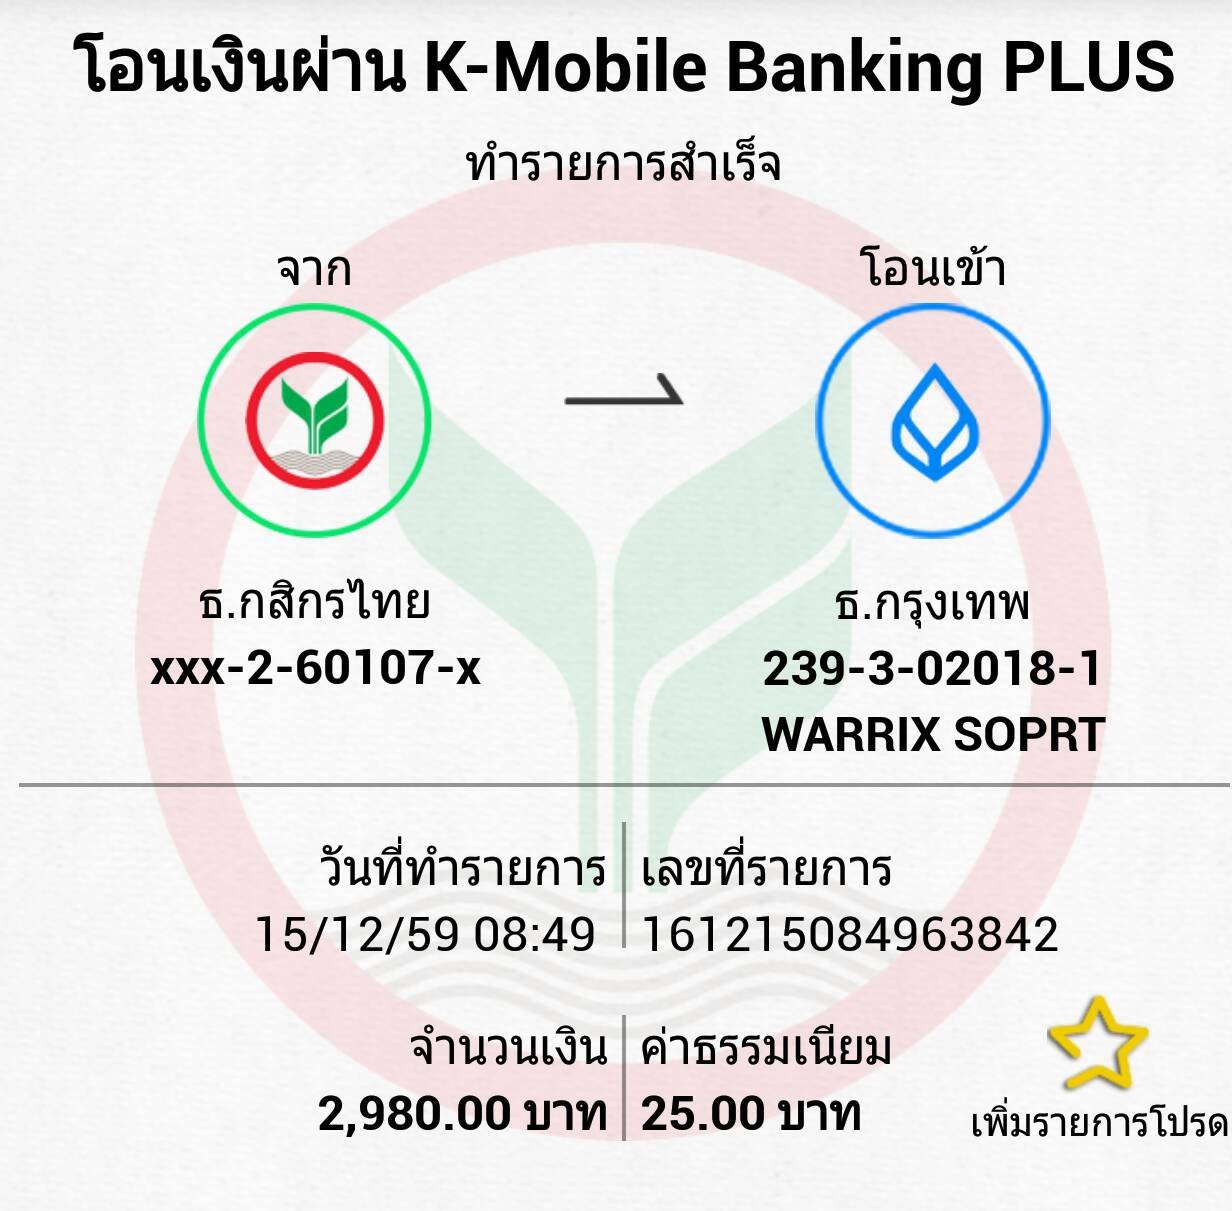 โอนเงินผ่าน K-Mobile Banking PLUS
ทำรายการสำเร็จ
จาก
โอนเข้า
ธ.กสิกรไทย
xxx-2-60107-x
ธ.กรุงเทพ
239-3-02018-1
WARRIX SOPRT
วันที่ทำรายการ
15/12/59 08:49
เลขที่รายการ
161215084963842
จำนวนเงิน
2,980.00 บาท
ค่าธรรมเนียม
25.00 บาท
เพิ่มรายการโปรด